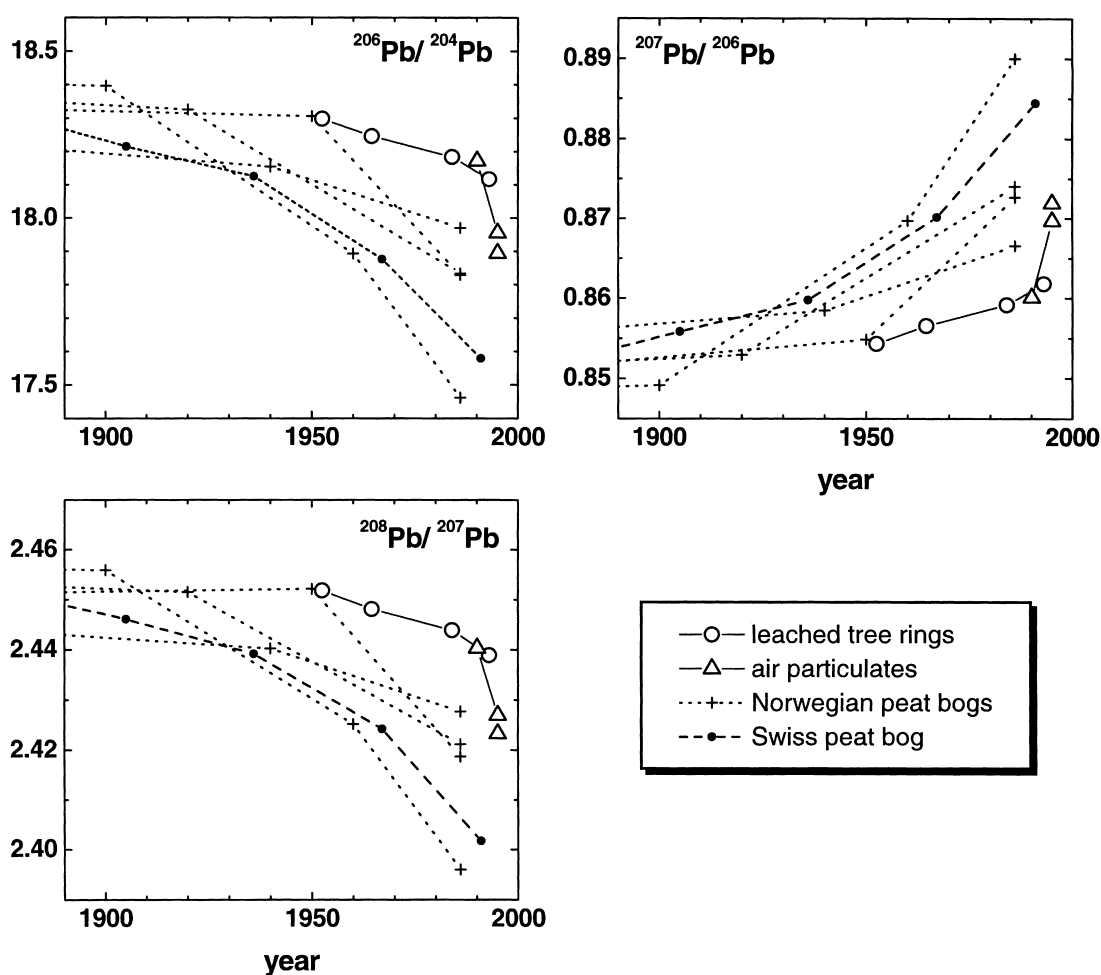 ²⁰⁶Pb/ ²⁰⁴Pb
18.5
18.0
17.5
1900 1950 2000
²⁰⁷Pb/ ²⁰⁶Pb
0.89
0.88
0.87
0.86
0.85
1900 1950 2000
year
²⁰⁸Pb/ ²⁰⁷Pb
2.46
2.44
2.42
2.40
1900 1950 2000
year
leached tree rings
air particulates
Norwegian peat bogs
Swiss peat bog